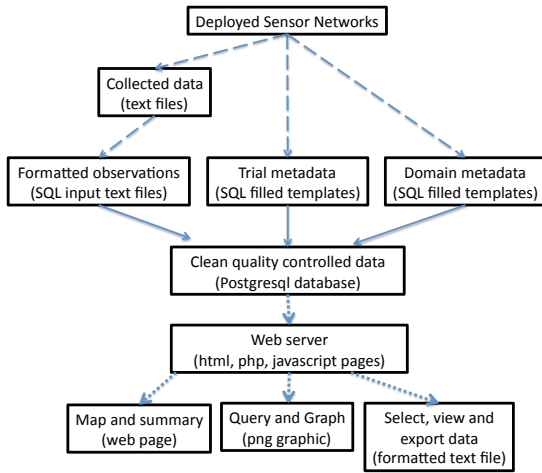 Deployed Sensor Networks
Collected data
(text files)
Formatted observations
(SQL input text files)
Trial metadata
(SQL filled templates)
Domain metadata
(SQL filled templates)
Clean quality controlled data
(Postgresql database)
Web server
(html, php, javascript pages)
Map and summary
(web page)
Query and Graph
(png graphic)
Select, view and
export data
(formatted text file)